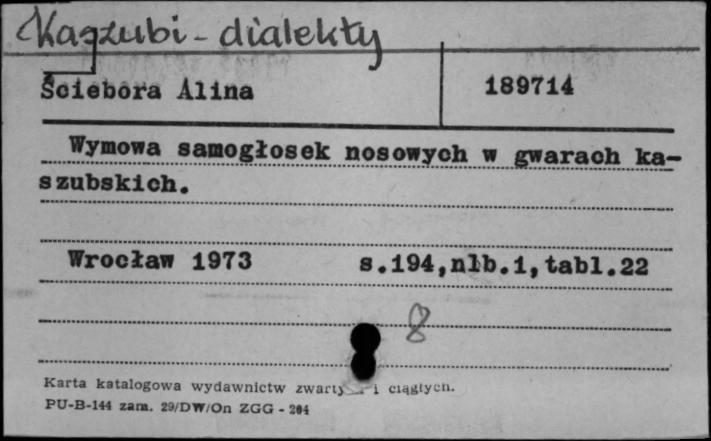 Kaszubi - dialekty
Ściebora Alina 189714
Wymowa samogłosek nosowych w gwarach ka-
szubskich.
Wrocław 1973 s.194,nlb.1,tabl.22
8
Karta katalogowa wydawnictw zwartych i ciągłych.
PU-B-144 zam. 29/DW/On ZGG - 204